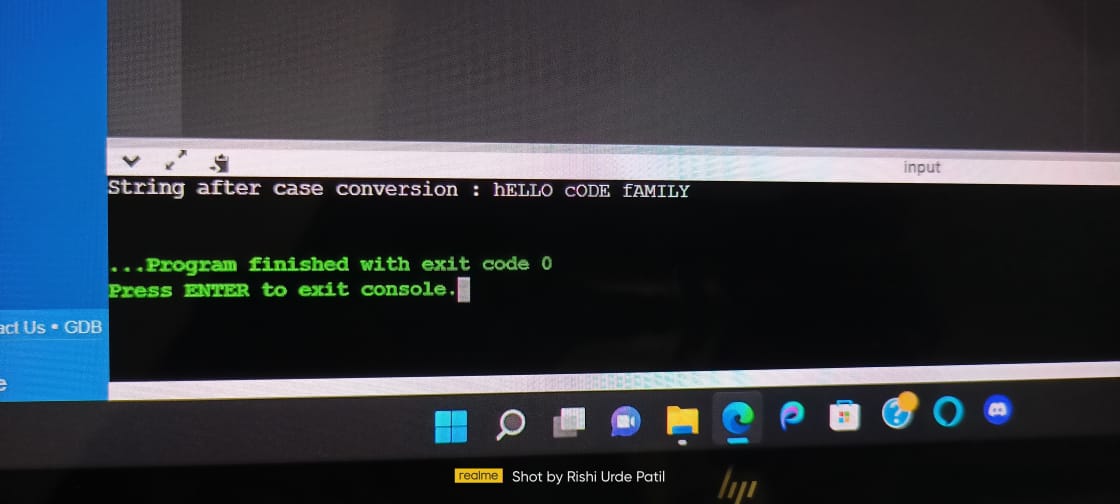 input
String after case conversion : hELLO cODE fAMILY
...Program finished with exit code 0
Press ENTER to exit console.
Us • GDB
realme Shot by Rishi Urde Patil
hp